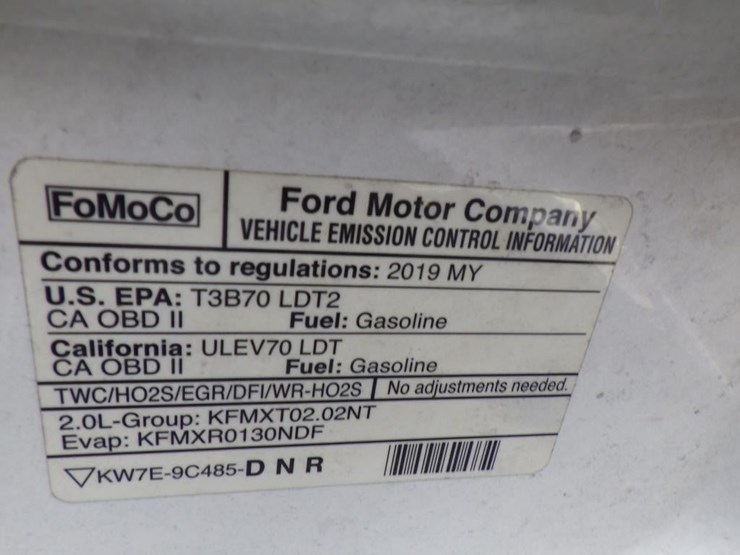 FoMoCo
Ford Motor Company
VEHICLE EMISSION CONTROL INFORMATION
Conforms to regulations: 2019 MY
U.S. EPA: T3B70 LDT2
CA OBD II Fuel: Gasoline
California: ULEV70 LDT
CA OBD II Fuel: Gasoline
TWC/HO2S/EGR/DFI/WR-HO2S No adjustments needed.
2.0L-Group: KFMXT02.02NT
Evap: KFMXR0130NDF
▽KW7E-9C485-D N R